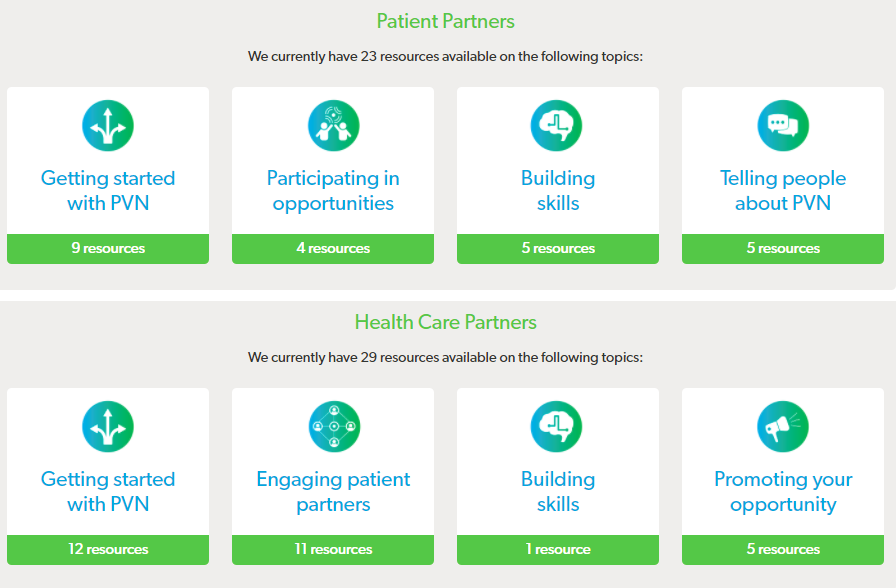 Patient Partners
We currently have 23 resources available on the following topics:
Getting started
with PVN
9 resources
Participating in
opportunities
4 resources
Building
skills
5 resources
Telling people
about PVN
5 resources
Health Care Partners
We currently have 29 resources available on the following topics:
Getting started
with PVN
12 resources
Engaging patient
partners
11 resources
Building
skills
1 resource
Promoting your
opportunity
5 resources